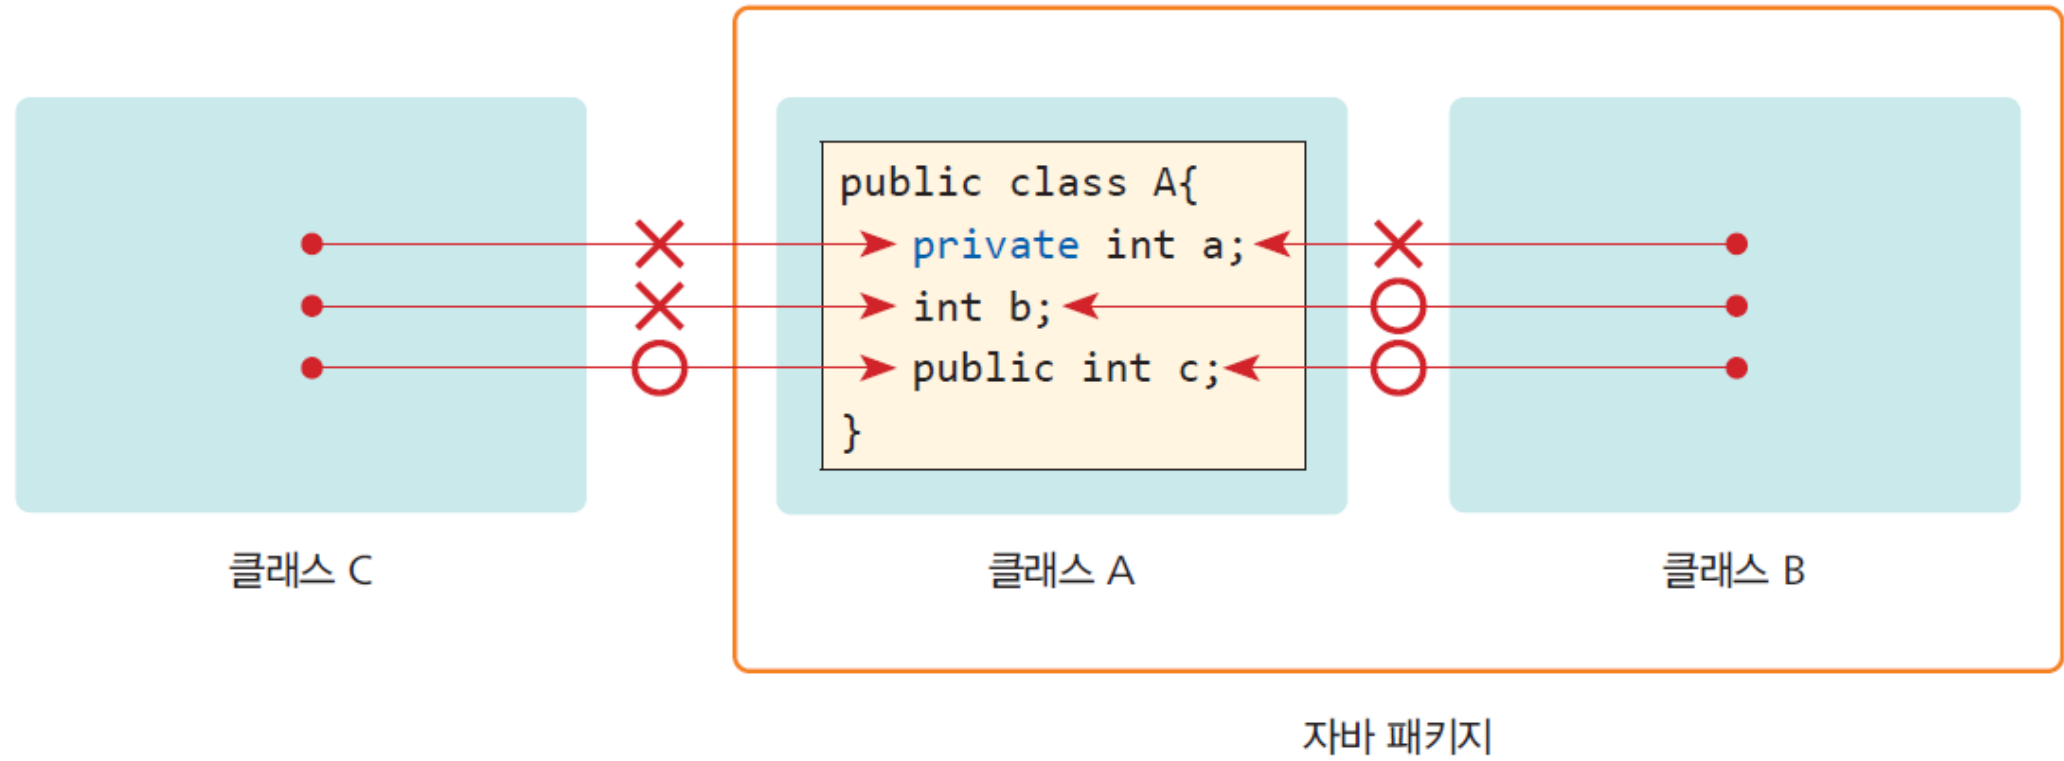 public class A{
private int a;
int b;
public int c;
}
클래스 C
클래스 A
클래스 B
자바 패키지